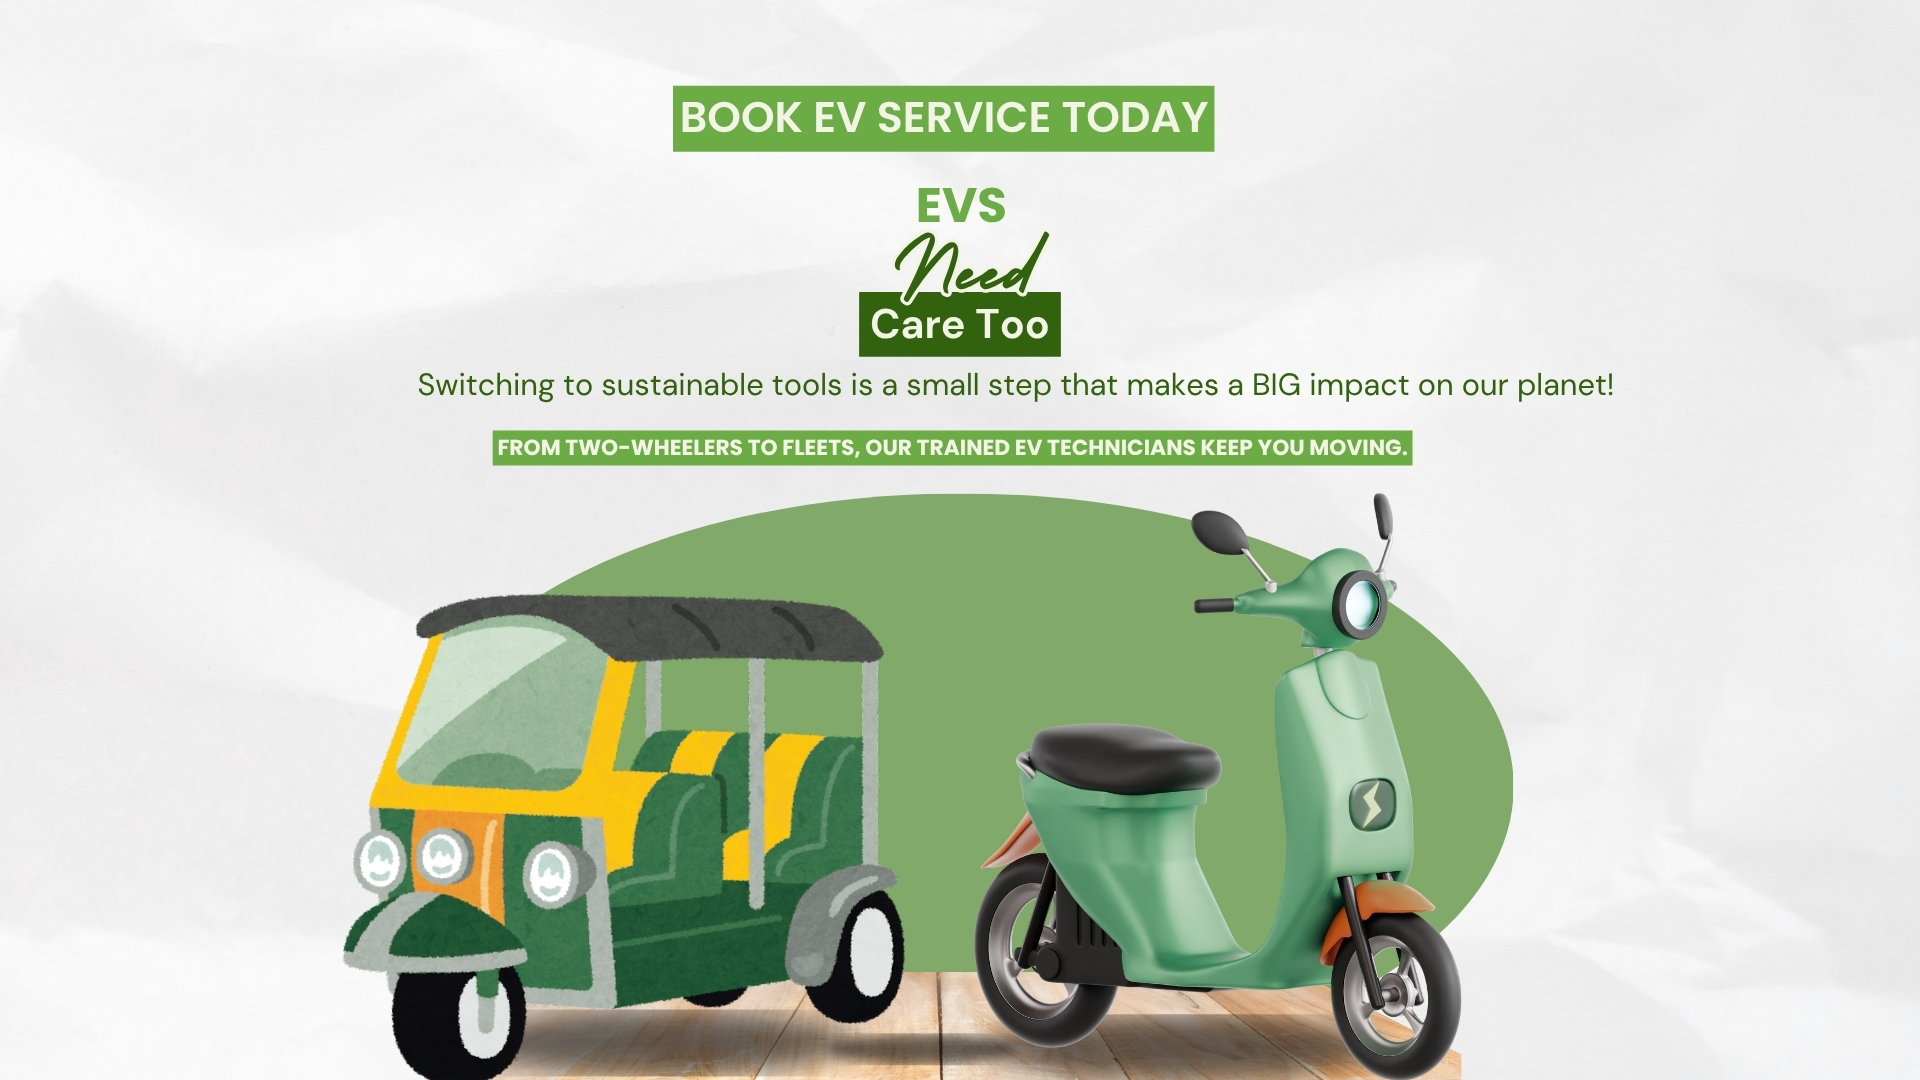 BOOK EV SERVICE TODAY
EVS
Need
Care Too
Switching to sustainable tools is a small step that makes a BIG impact on our planet!
FROM TWO-WHEELERS TO FLEETS, OUR TRAINED EV TECHNICIANS KEEP YOU MOVING.